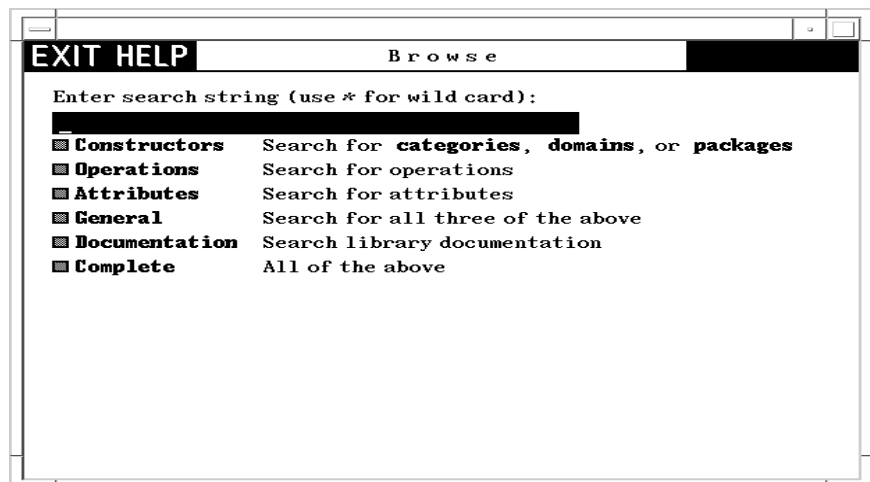 EXIT HELP Browse
Enter search string (use * for wild card):
Constructors Search for categories, domains, or packages
Operations Search for operations
Attributes Search for attributes
General Search for all three of the above
Documentation Search library documentation
Complete All of the above